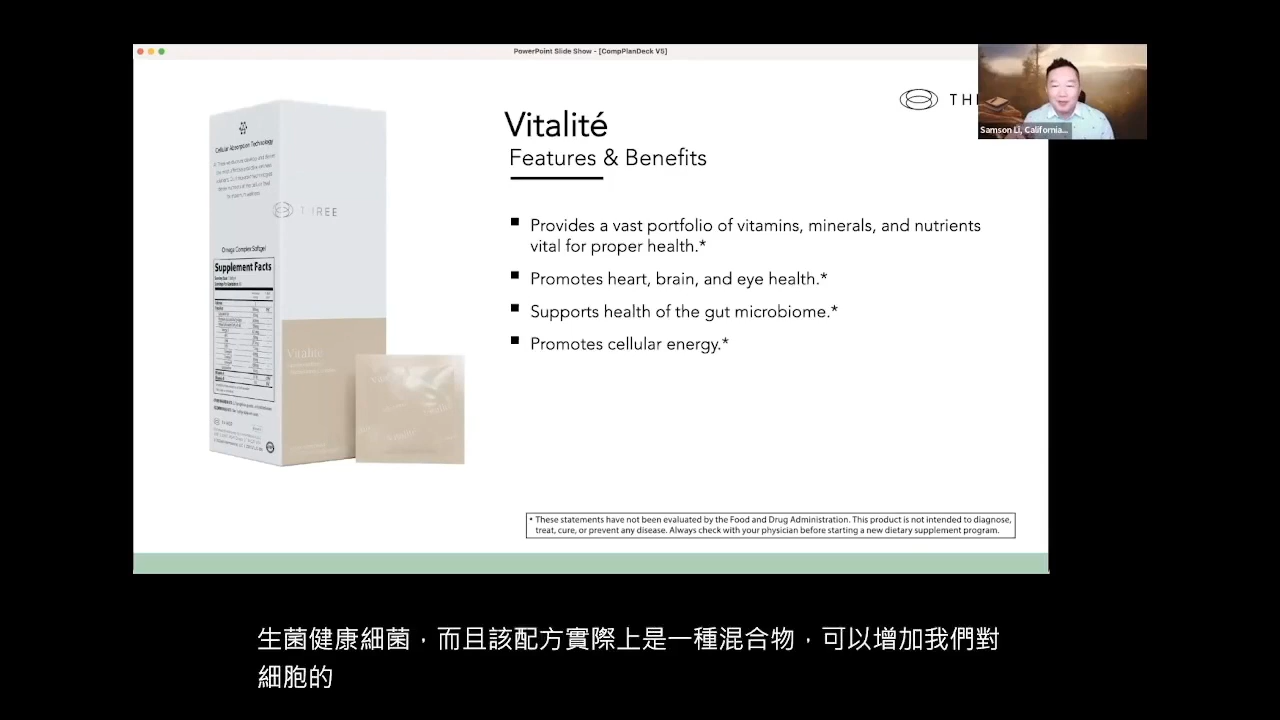 PowerPoint Slide Show - [CompPlanDeck V5]
THREE
Samson Li, California...
Vitalité
Features & Benefits
■ Provides a vast portfolio of vitamins, minerals, and nutrients
vital for proper health.*
■ Promotes heart, brain, and eye health.*
■ Supports health of the gut microbiome.*
■ Promotes cellular energy.*
Cellular Absorption Technology
THREE
Omega Complex Softgel
Supplement Facts
Vitalité
* These statements have not been evaluated by the Food and Drug Administration. This product is not intended to diagnose,
treat, cure, or prevent any disease. Always check with your physician before starting a new dietary supplement program.
生菌健康細菌，而且該配方實際上是一種混合物，可以增加我們對
細胞的